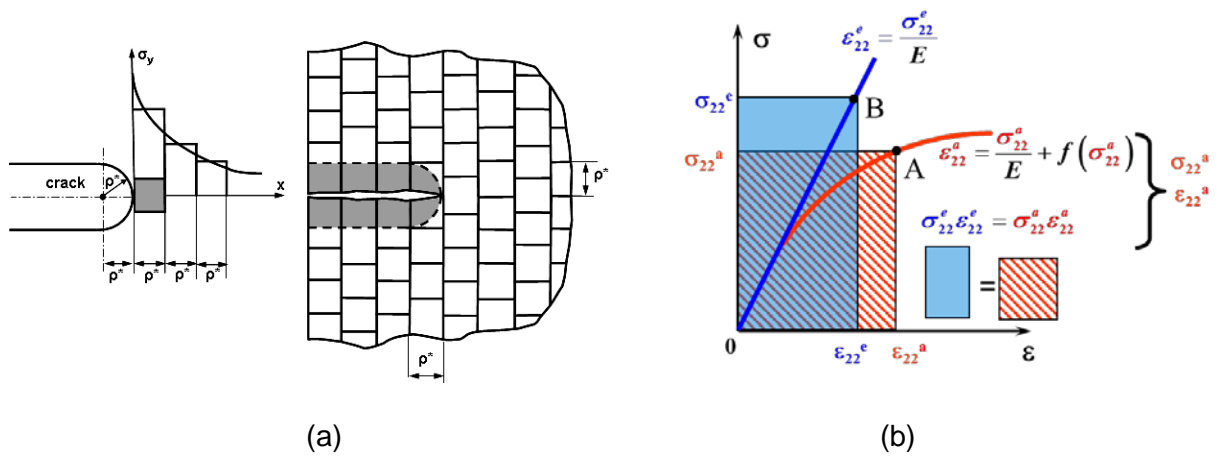 σy
crack
ρ*
x
ρ* ρ* ρ* ρ*
ρ*
ρ*
(a)
σ
ε₂₂ᵉ = σ₂₂ᵉ / E
σ₂₂ᵉ
B
σ₂₂ᵃ
A
ε₂₂ᵃ = σ₂₂ᵃ / E + f(σ₂₂ᵃ)
σ₂₂ᵃ
ε₂₂ᵃ
σ₂₂ᵉ ε₂₂ᵉ = σ₂₂ᵃ ε₂₂ᵃ
=
0
ε₂₂ᵉ
ε₂₂ᵃ
ε
(b)